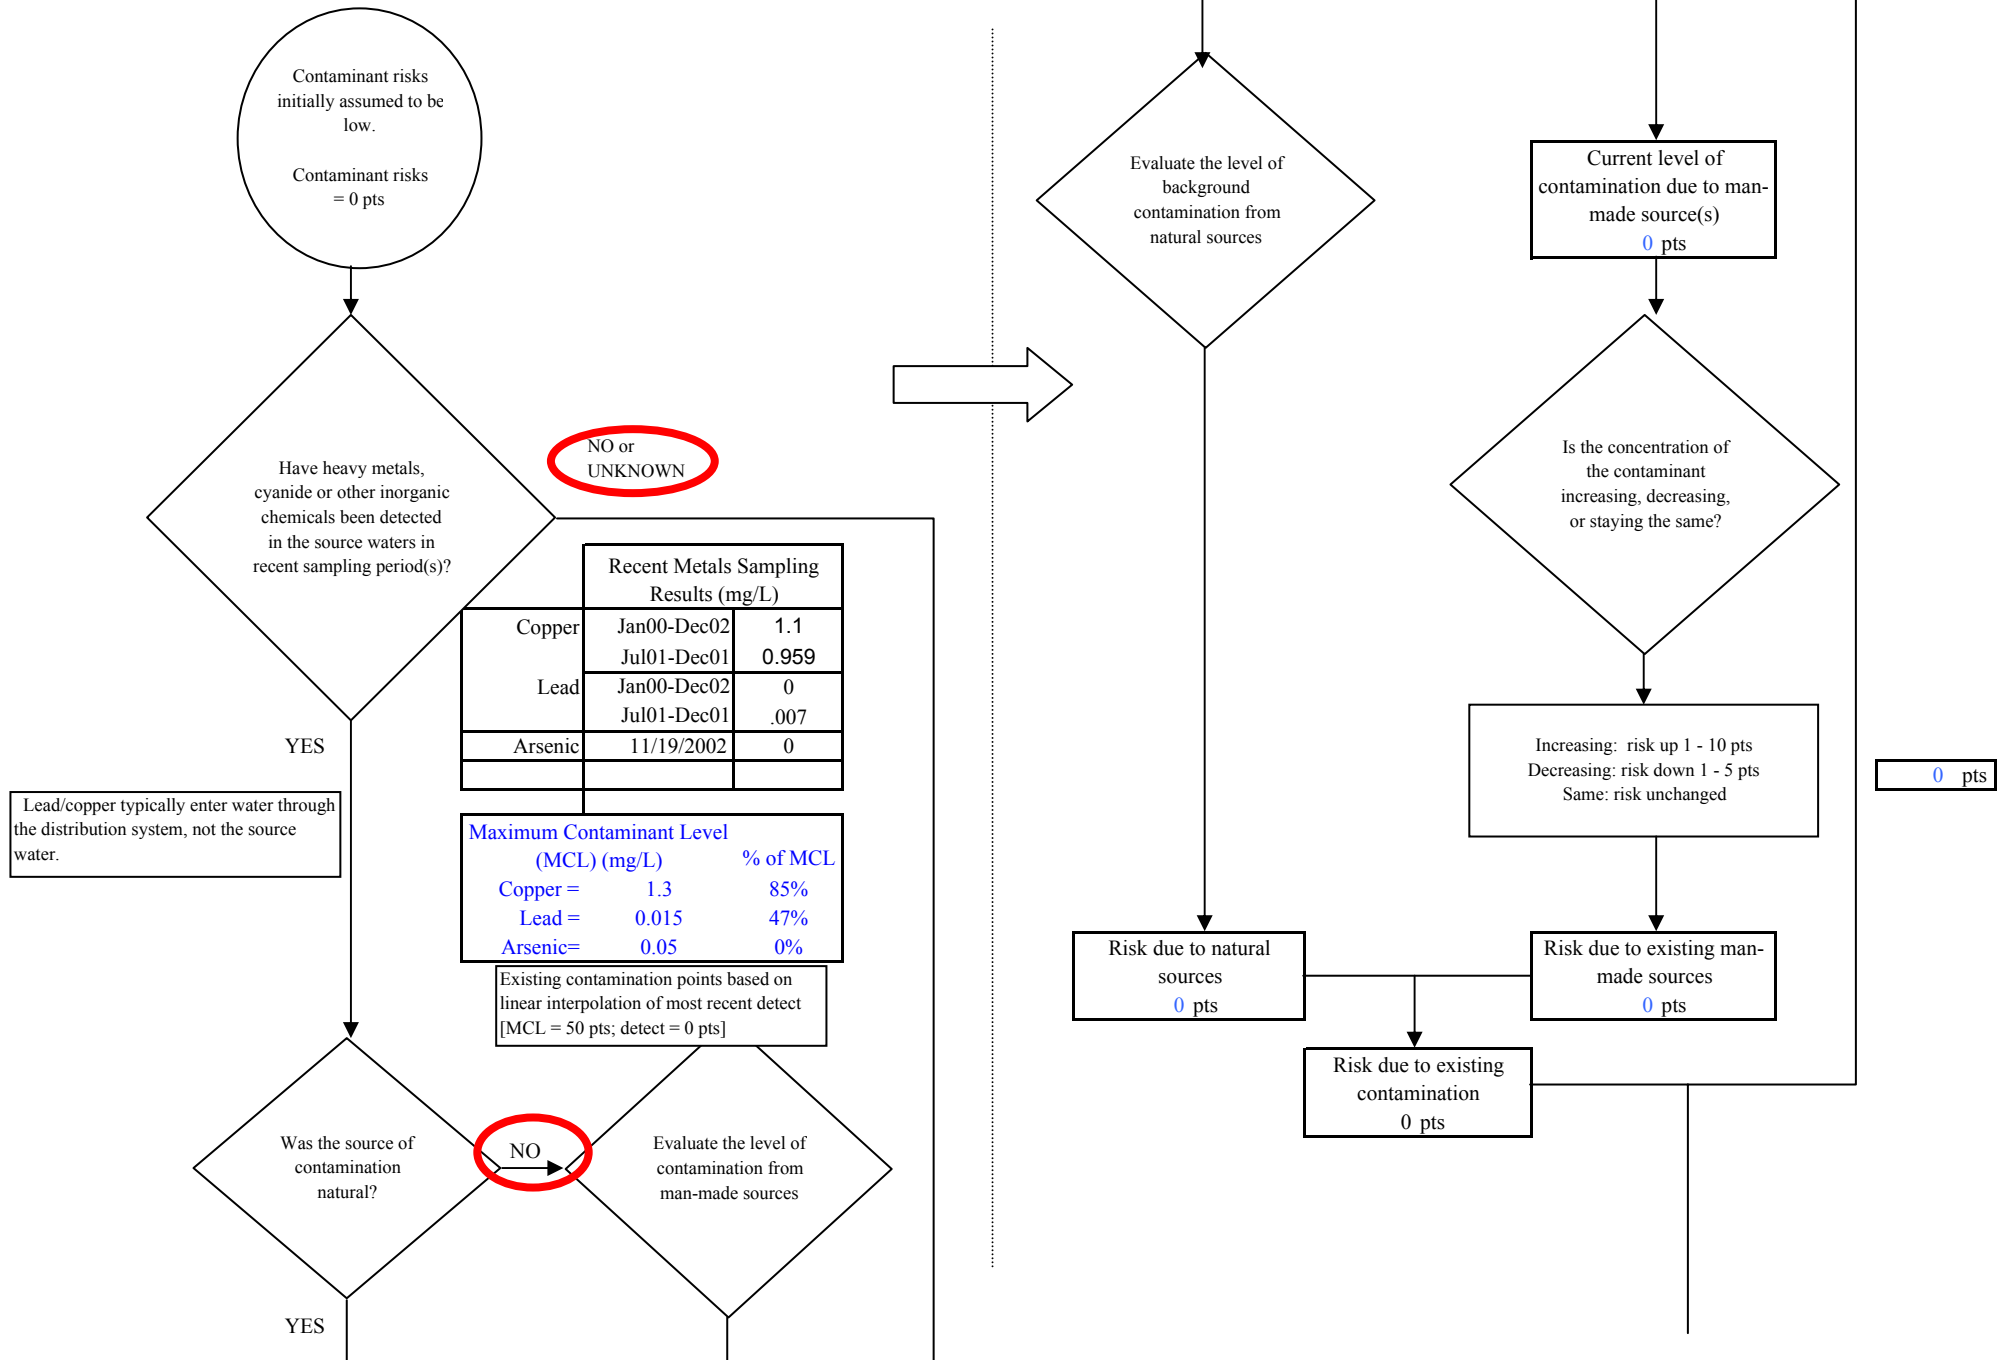 Contaminant risks
initially assumed to be
low.
Contaminant risks
= 0 pts
Have heavy metals,
cyanide or other inorganic
chemicals been detected
in the source waters in
recent sampling period(s)?
NO or
UNKNOWN
Recent Metals Sampling
Results (mg/L)
Copper Jan00-Dec02 1.1
Jul01-Dec01 0.959
Lead Jan00-Dec02 0
Jul01-Dec01 .007
Arsenic 11/19/2002 0
YES
Lead/copper typically enter water through
the distribution system, not the source
water.
Maximum Contaminant Level
(MCL) (mg/L) % of MCL
Copper = 1.3 85%
Lead = 0.015 47%
Arsenic= 0.05 0%
Existing contamination points based on
linear interpolation of most recent detect
[MCL = 50 pts; detect = 0 pts]
Was the source of
contamination
natural?
NO
Evaluate the level of
contamination from
man-made sources
YES
Evaluate the level of
background
contamination from
natural sources
Current level of
contamination due to man-
made source(s)
0 pts
Is the concentration of
the contaminant
increasing, decreasing,
or staying the same?
Increasing: risk up 1 - 10 pts
Decreasing: risk down 1 - 5 pts
Same: risk unchanged
0 pts
Risk due to natural
sources
0 pts
Risk due to existing man-
made sources
0 pts
Risk due to existing
contamination
0 pts